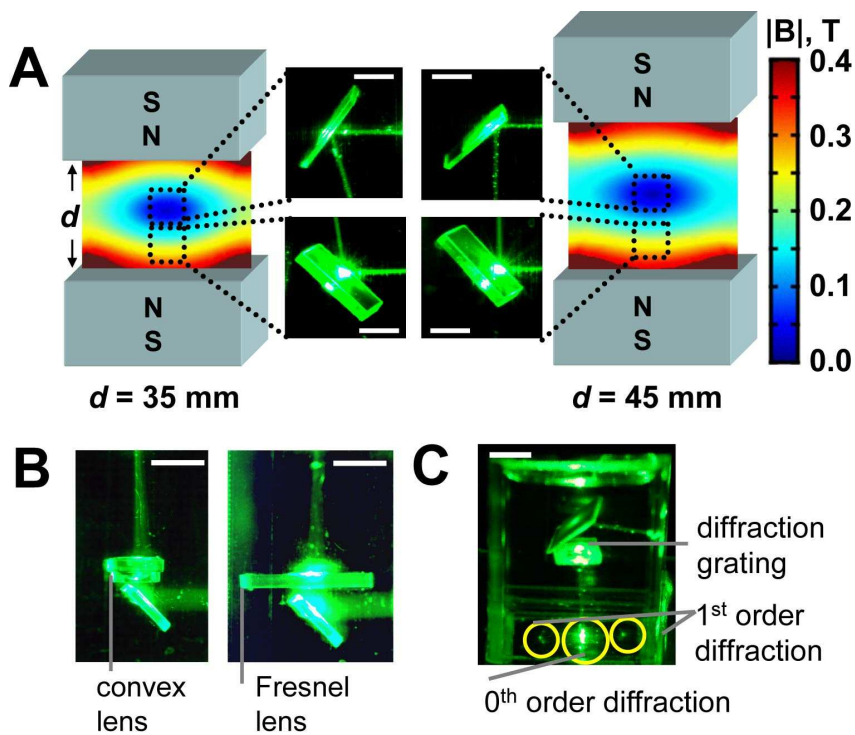 A
|B|, T
S
N
S
N
0.4
0.3
0.2
0.1
0.0
d
N
S
N
S
d = 35 mm
d = 45 mm
B
C
diffraction
grating
1st order
diffraction
convex
lens
Fresnel
lens
0th order diffraction